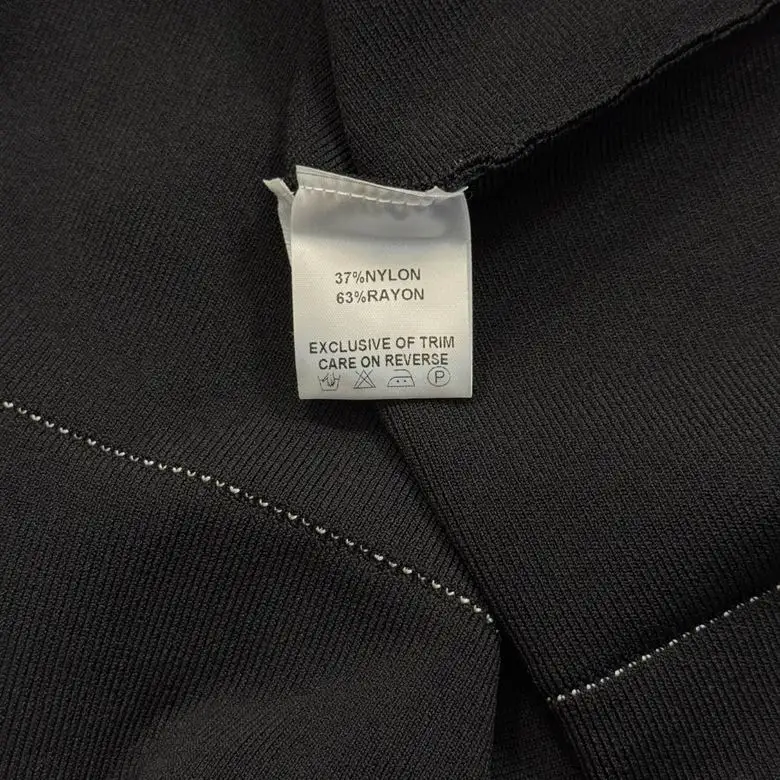 37%NYLON
63%RAYON
EXCLUSIVE OF TRIM
CARE ON REVERSE
P